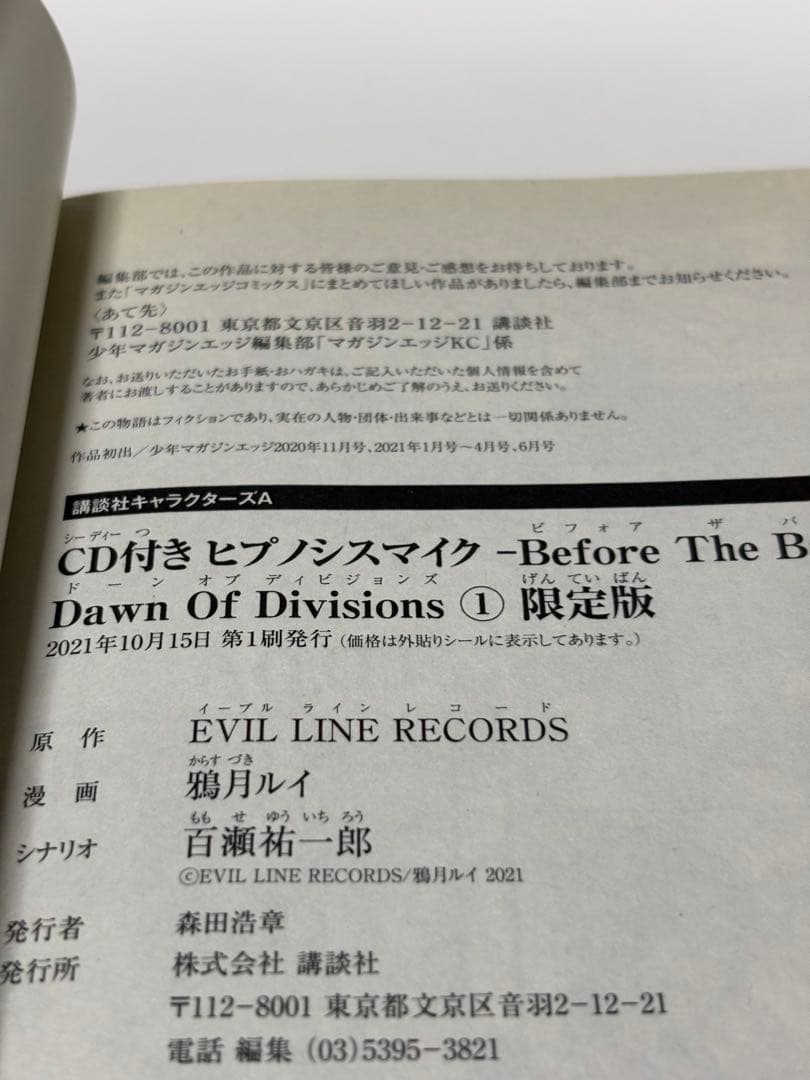 編集部では、この作品に対する皆様のご意見・ご感想をお待ちしております。
また「マガジンエッジコミックス」にまとめてほしい作品がありましたら、編集部までお知らせください。
〈あて先〉
〒112-8001 東京都文京区音羽2-12-21 講談社
少年マガジンエッジ編集部「マガジンエッジKC」係
なお、お送りいただいたお手紙・おハガキは、ご記入いただいた個人情報を含めて
著者にお渡しすることがありますので、あらかじめご了解のうえ、お送りください。
★この物語はフィクションであり、実在の人物・団体・出来事などとは一切関係ありません。
作品初出/少年マガジンエッジ2020年11月号、2021年1月号～4月号、6月号
講談社キャラクターズA
シーディー つ ビフォア ザ バ
CD付き ヒプノシスマイク -Before The B
ドーン オブ ディビジョンズ げん てい ばん
Dawn Of Divisions ① 限定版
2021年10月15日 第1刷発行 (価格は外貼りシールに表示してあります。)
イーブル ライン レコード
原作 EVIL LINE RECORDS
からす づき
漫画 鴉月ルイ
もも せ ゆう いち ろう
シナリオ 百瀬祐一郎
©EVIL LINE RECORDS/鴉月ルイ 2021
発行者 森田浩章
発行所 株式会社 講談社
〒112-8001 東京都文京区音羽2-12-21
電話 編集 (03)5395-3821